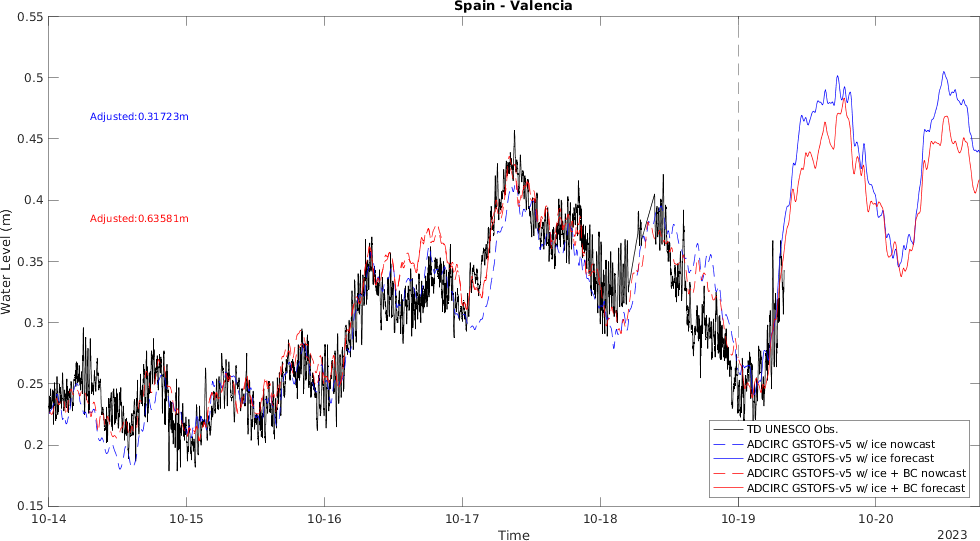 Spain - Valencia
0.55
0.5
0.45
0.4
0.35
0.3
0.25
0.2
0.15
Water Level (m)
Adjusted:0.31723m
Adjusted:0.63581m
TD UNESCO Obs.
ADCIRC GSTOFS-v5 w/ ice nowcast
ADCIRC GSTOFS-v5 w/ ice forecast
ADCIRC GSTOFS-v5 w/ ice + BC nowcast
ADCIRC GSTOFS-v5 w/ ice + BC forecast
10-14 10-15 10-16 10-17 10-18 10-19 10-20
Time
2023